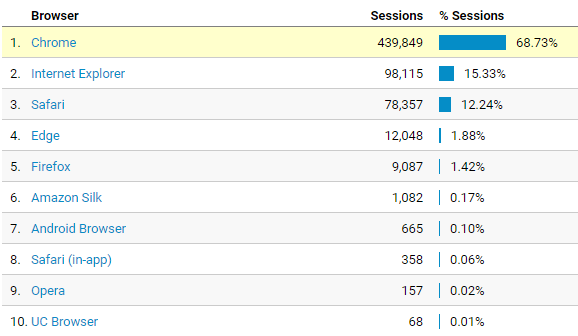 Browser Sessions % Sessions
1. Chrome 439,849 68.73%
2. Internet Explorer 98,115 15.33%
3. Safari 78,357 12.24%
4. Edge 12,048 1.88%
5. Firefox 9,087 1.42%
6. Amazon Silk 1,082 0.17%
7. Android Browser 665 0.10%
8. Safari (in-app) 358 0.06%
9. Opera 157 0.02%
10. UC Browser 68 0.01%